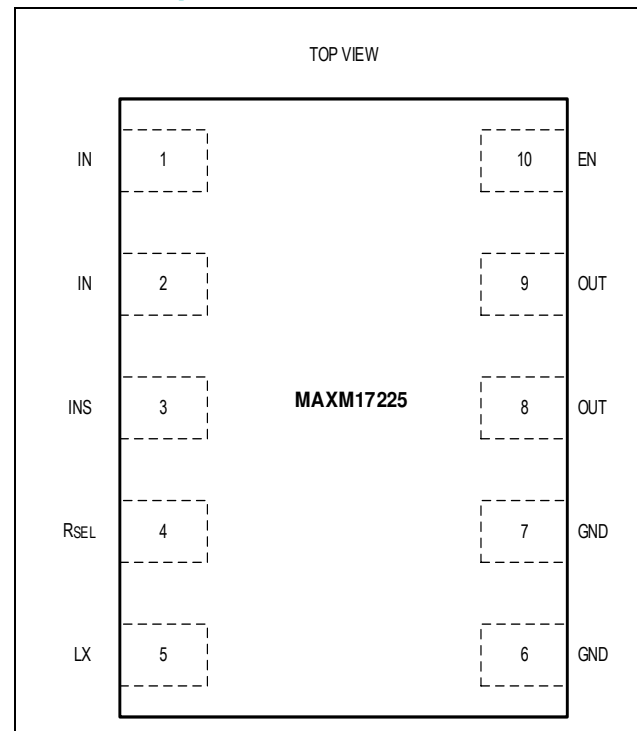 TOP VIEW
IN 1 10 EN
IN 2 9 OUT
INS 3 MAXM17225 8 OUT
RSEL 4 7 GND
LX 5 6 GND